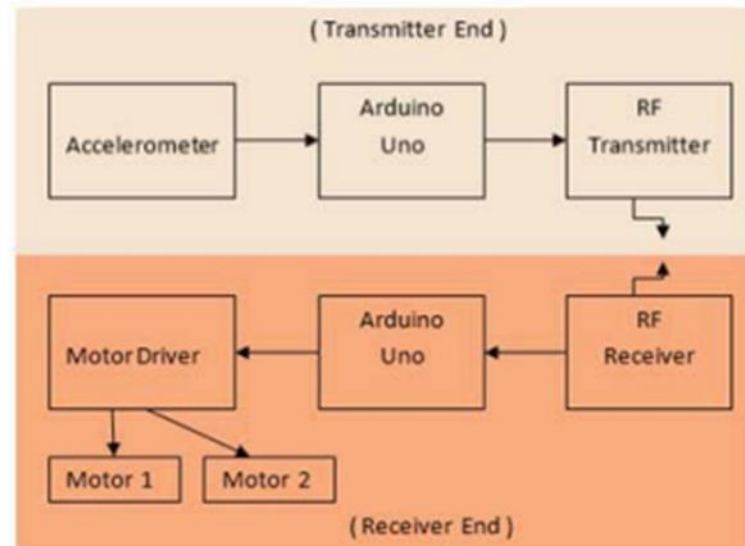 ( Transmitter End )
Accelerometer
Arduino
Uno
RF
Transmitter
Motor Driver
Arduino
Uno
RF
Receiver
Motor 1
Motor 2
( Receiver End )